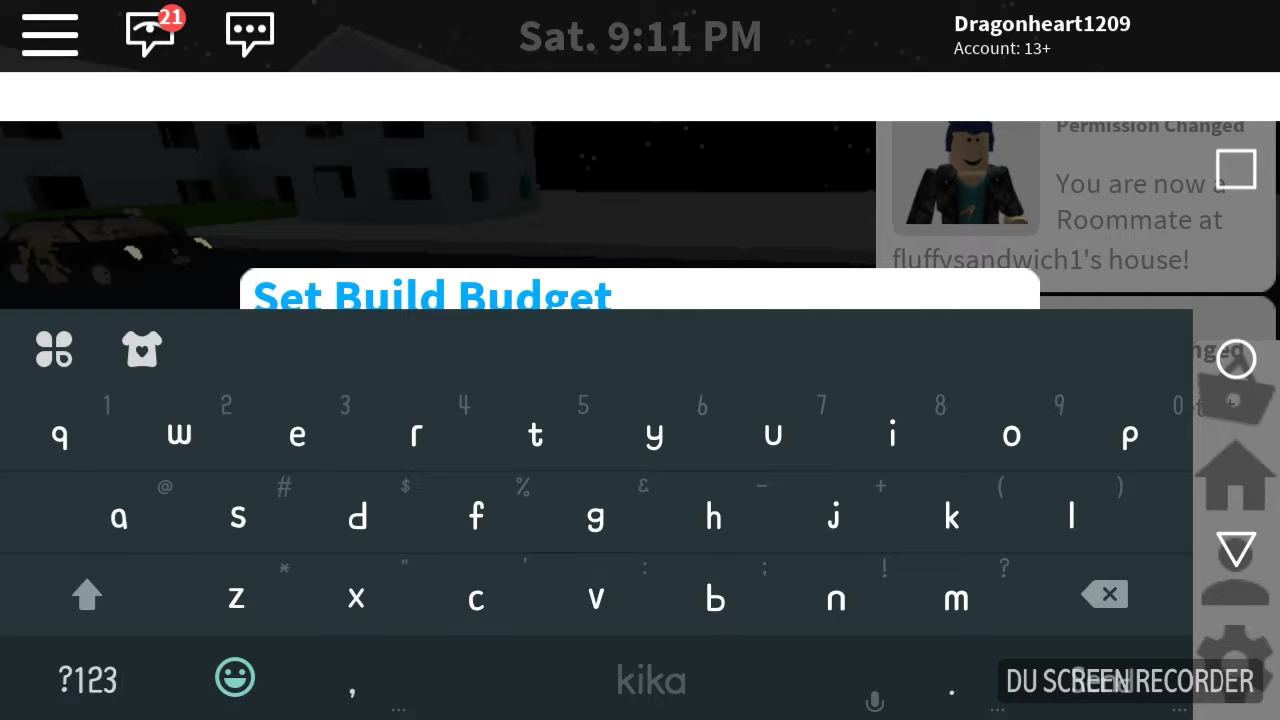 21
Sat. 9:11 PM
Dragonheart1209
Account: 13+
Permission Changed
You are now a
Roommate at
fluffysandwich1's house!
Set Build Budget
1 2 3 4 5 6 7 8 9 0
q w e r t y u i o p
@ # $ % & - + ( )
a s d f g h j k l
* " ' : ; ! ?
z x c v b n m
?123 , kika .
DU SCREEN RECORDER